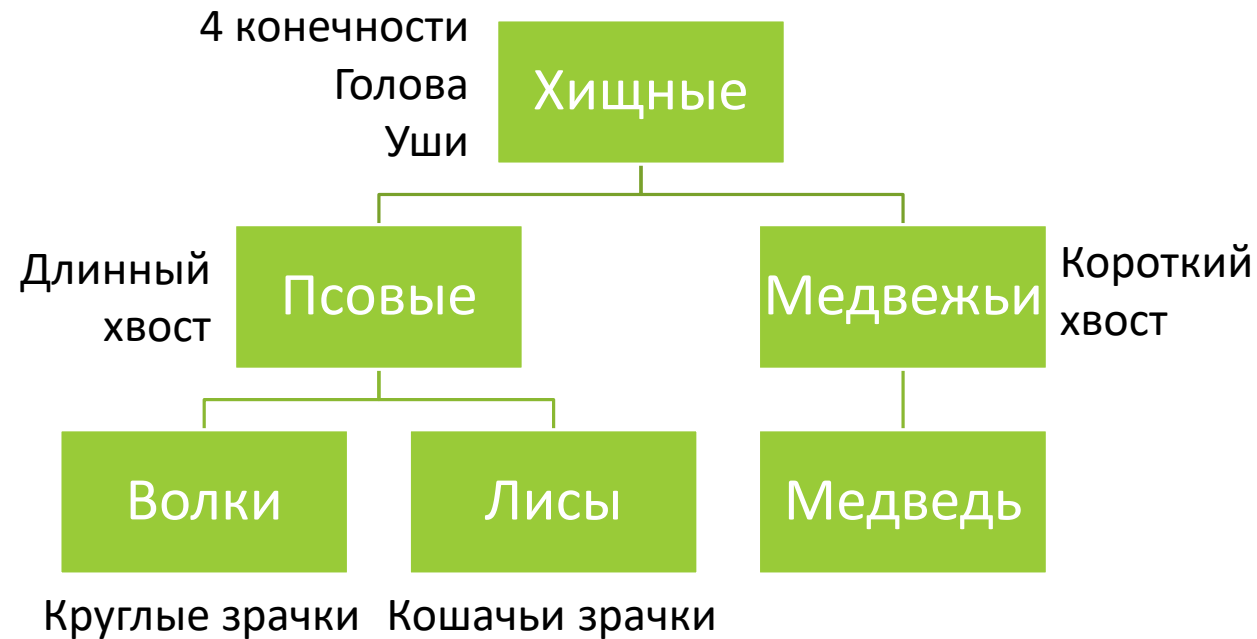 4 конечности
Голова
Уши
Хищные
Длинный
хвост
Псовые
Медвежьи
Короткий
хвост
Волки
Лисы
Медведь
Круглые зрачки
Кошачьи зрачки